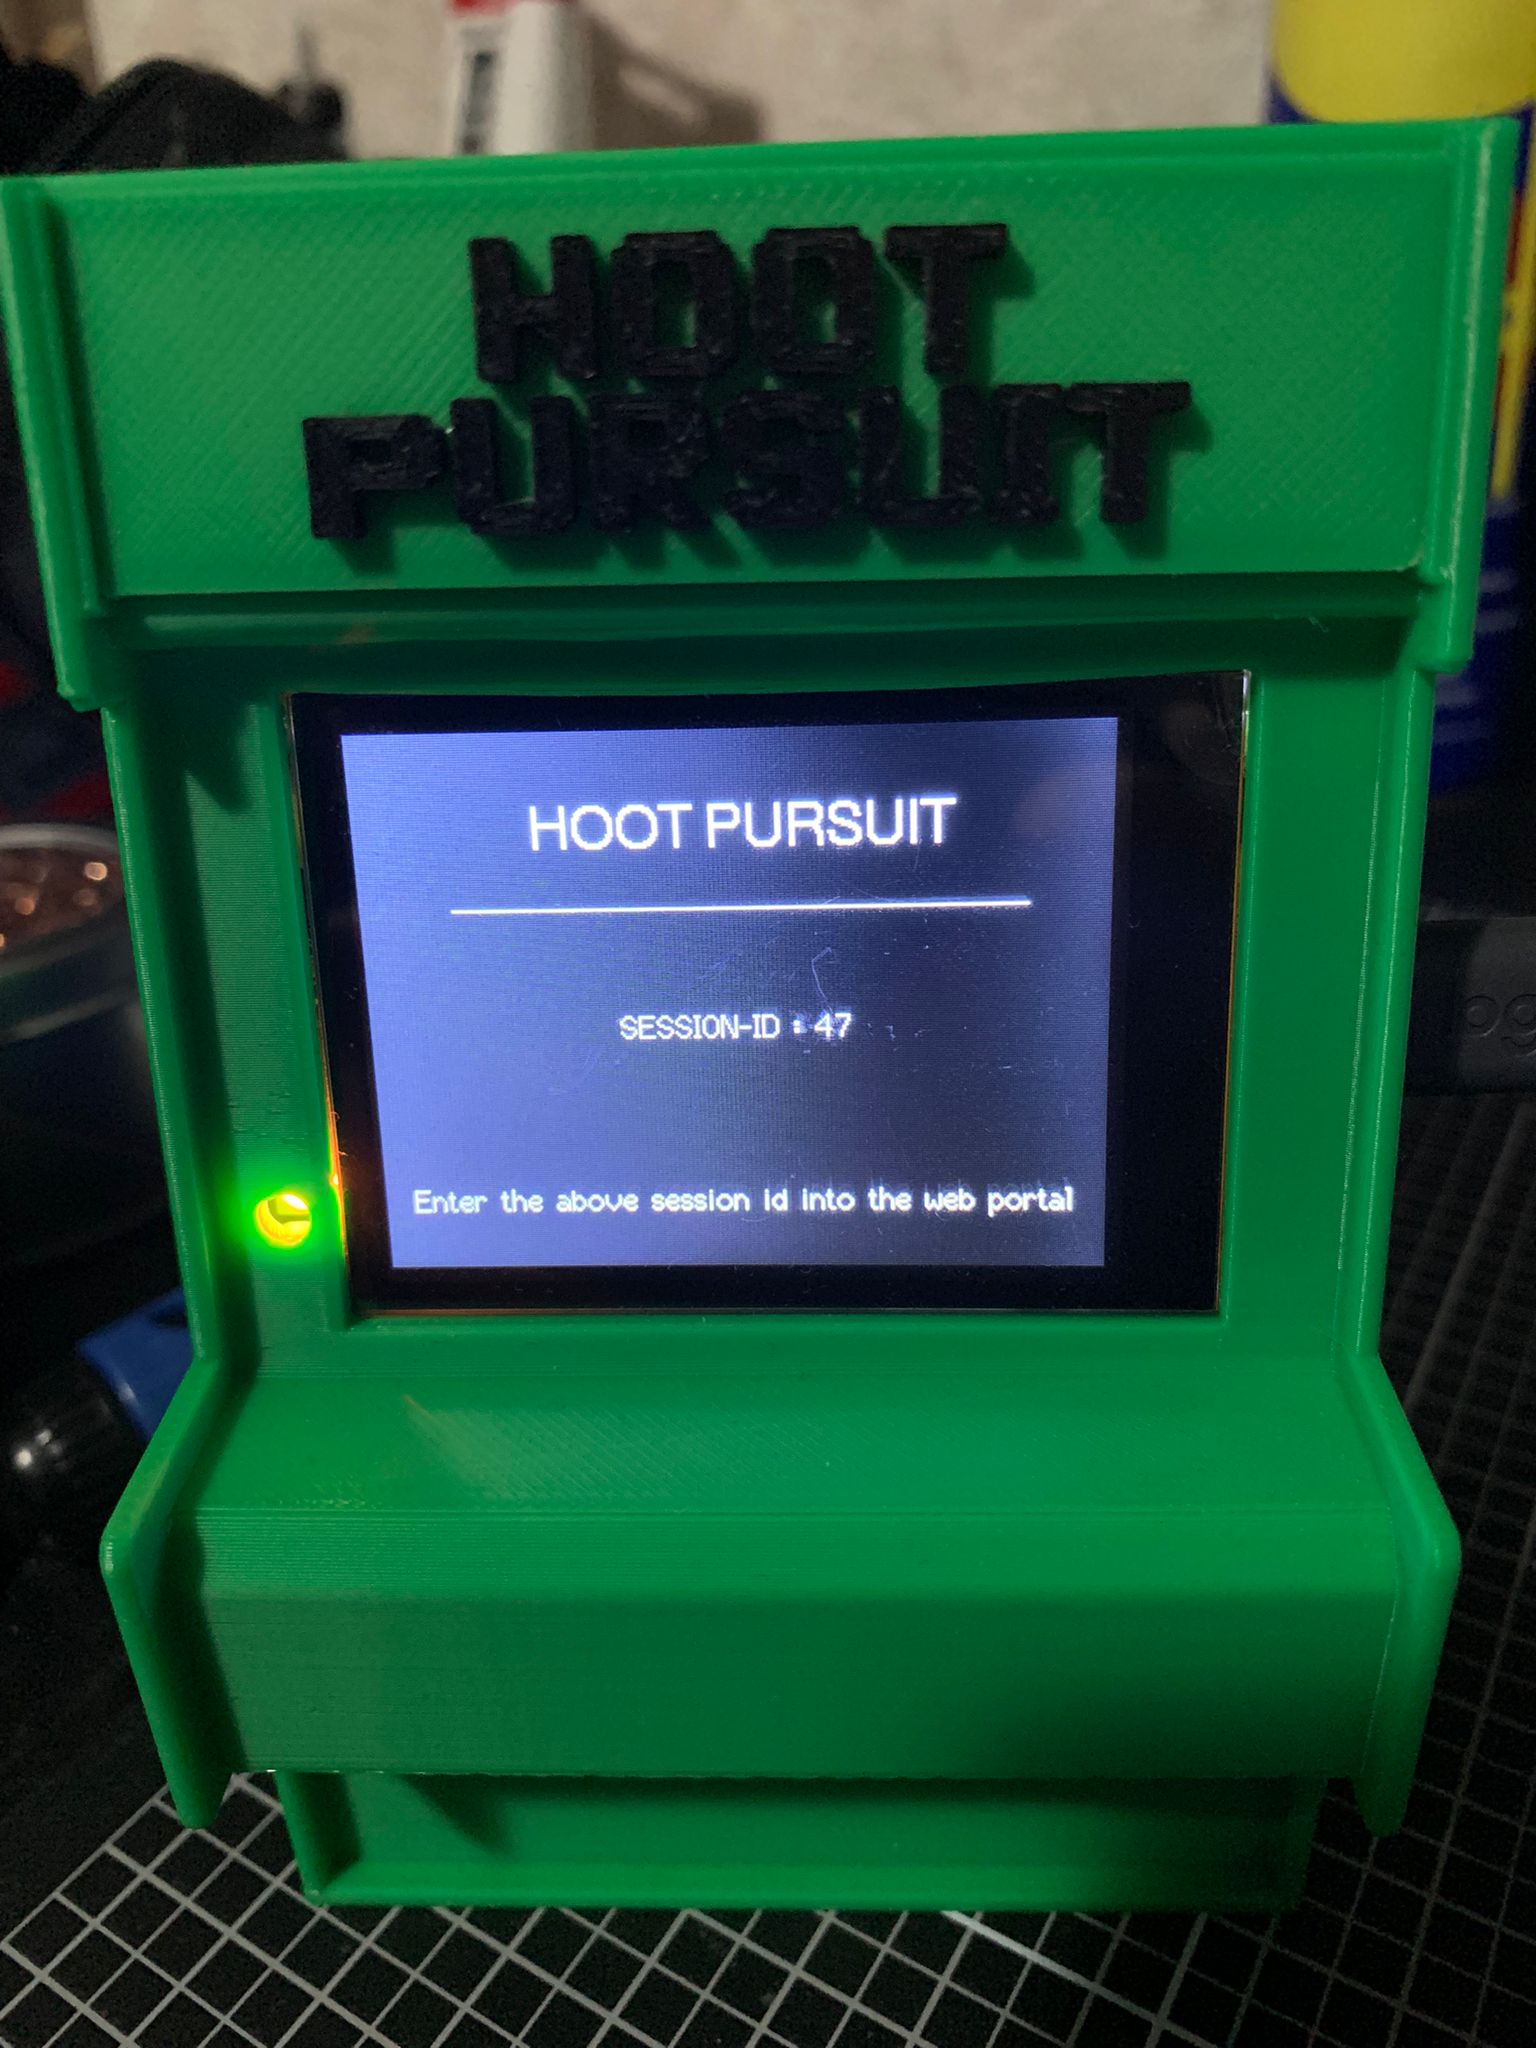 HOOT
PURSUIT
HOOT PURSUIT
SESSION-ID : 47
Enter the above session id into the web portal